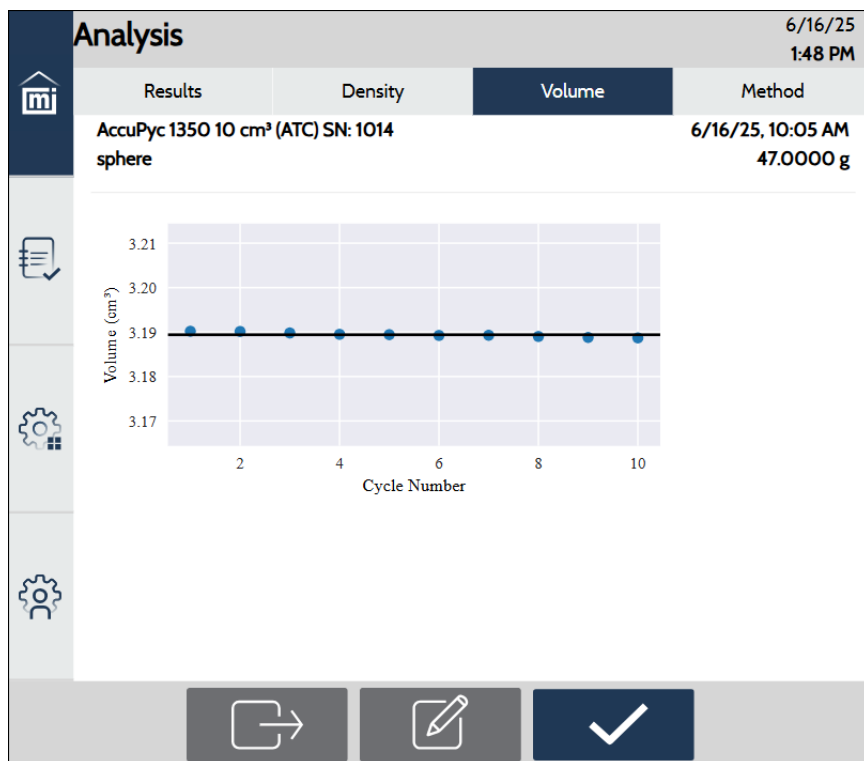 Analysis
6/16/25
1:48 PM
mi
Results Density Volume Method
AccuPyc 1350 10 cm³ (ATC) SN: 1014 6/16/25, 10:05 AM
sphere 47.0000 g
3.21
3.20
3.19
3.18
3.17
Volume (cm³)
2 4 6 8 10
Cycle Number